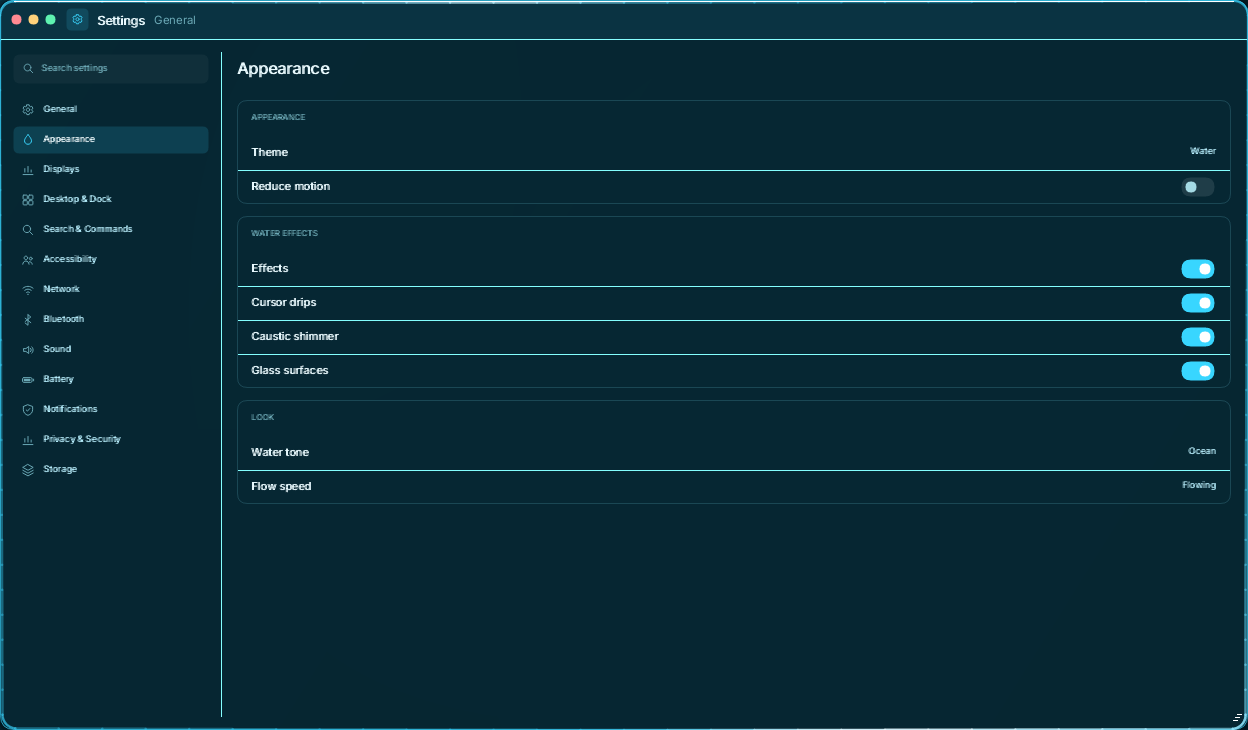 Settings General
Search settings
General
Appearance
Displays
Desktop & Dock
Search & Commands
Accessibility
Network
Bluetooth
Sound
Battery
Notifications
Privacy & Security
Storage
Appearance
APPEARANCE
Theme Water
Reduce motion
WATER EFFECTS
Effects
Cursor drips
Caustic shimmer
Glass surfaces
LOOK
Water tone Ocean
Flow speed Flowing